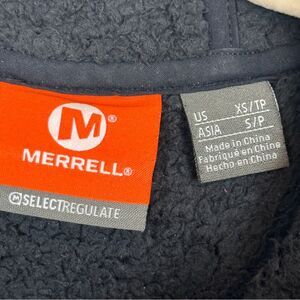 M®
MERRELL®
M SELECTREGULATE
US XS/TP
ASIA S/P
Made in China
Fabriqué en Chine
Hecho en China